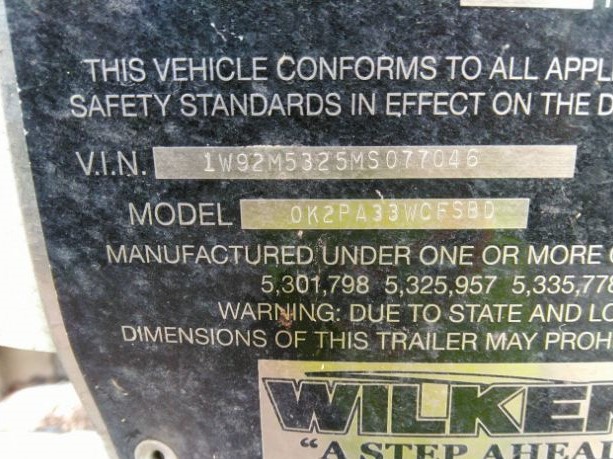 THIS VEHICLE CONFORMS TO ALL APPL
SAFETY STANDARDS IN EFFECT ON THE D
V.I.N. 1W92M5325MS077046
MODEL 0K2PA33WCFSBD
MANUFACTURED UNDER ONE OR MORE
5,301,798 5,325,957 5,335,778
WARNING: DUE TO STATE AND LO
DIMENSIONS OF THIS TRAILER MAY PROH
WILKE
"A STEP AHEA